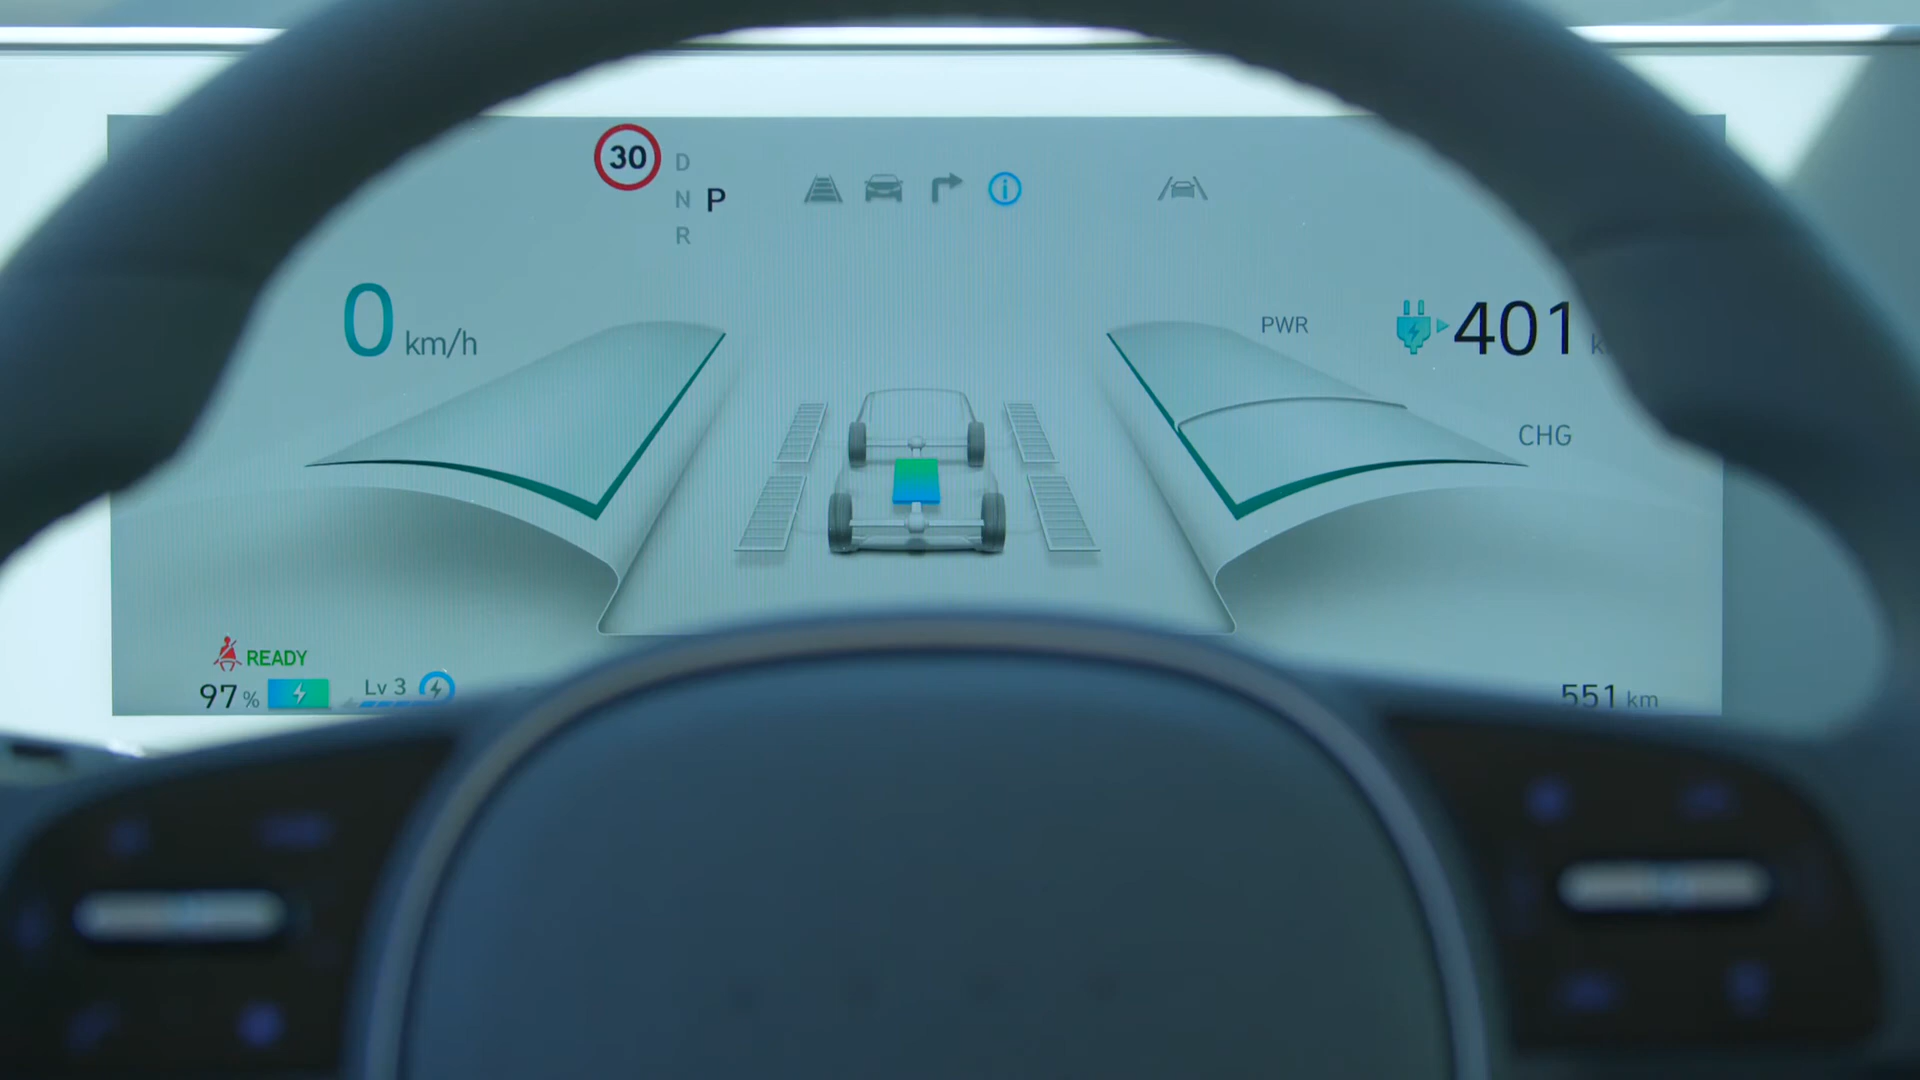 30
D
N P
R
0 km/h
PWR
401 k
CHG
READY
97 %
Lv 3
551 km